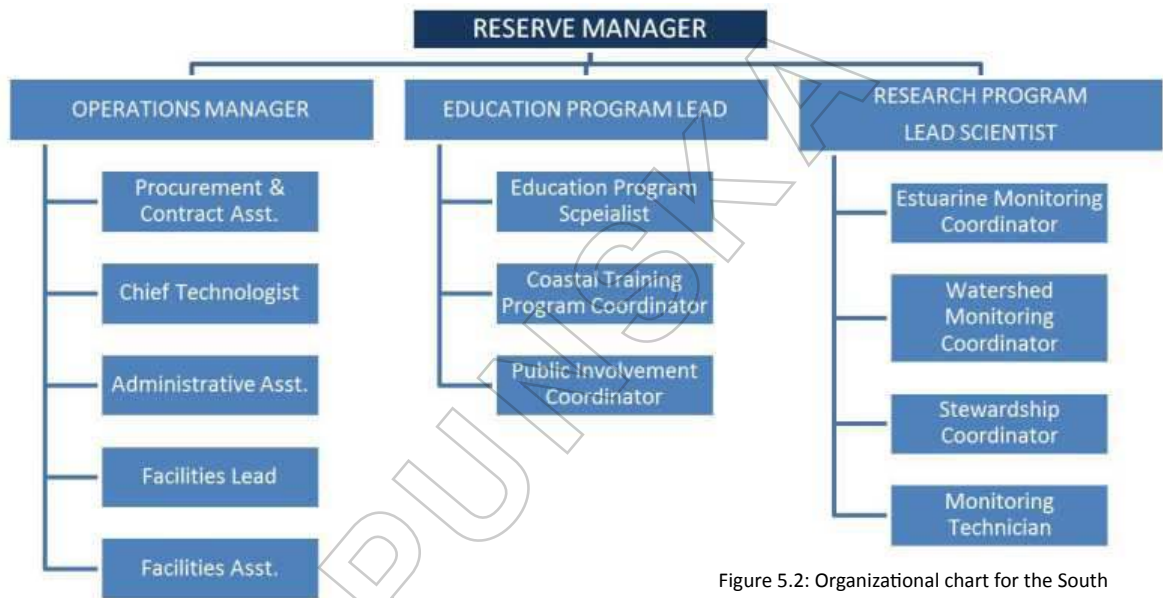 RESERVE MANAGER
OPERATIONS MANAGER
Procurement &
Contract Asst.
Chief Technologist
Administrative Asst.
Facilities Lead
Facilities Asst.
EDUCATION PROGRAM LEAD
Education Program
Scpeialist
Coastal Training
Program Coordinator
Public Involvement
Coordinator
RESEARCH PROGRAM
LEAD SCIENTIST
Estuarine Monitoring
Coordinator
Watershed
Monitoring
Coordinator
Stewardship
Coordinator
Monitoring
Technician
Figure 5.2: Organizational chart for the South
PUNISKA